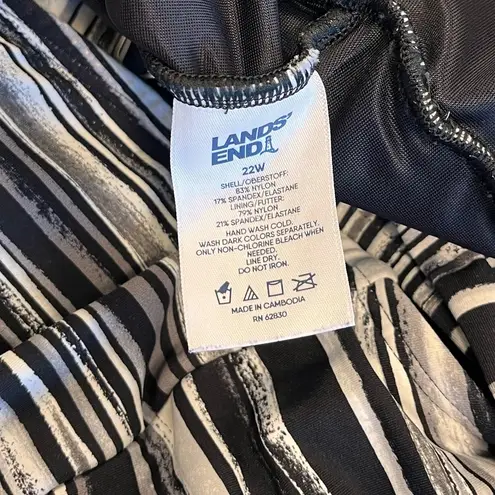 LANDS'
END
22W
SHELL/OBERSTOFF:
83% NYLON
17% SPANDEX/ELASTANE
LINING/FUTTER:
79% NYLON
21% SPANDEX/ELASTANE
HAND WASH COLD.
WASH DARK COLORS SEPARATELY.
ONLY NON-CHLORINE BLEACH WHEN
NEEDED.
LINE DRY.
DO NOT IRON.
MADE IN CAMBODIA
RN 62830